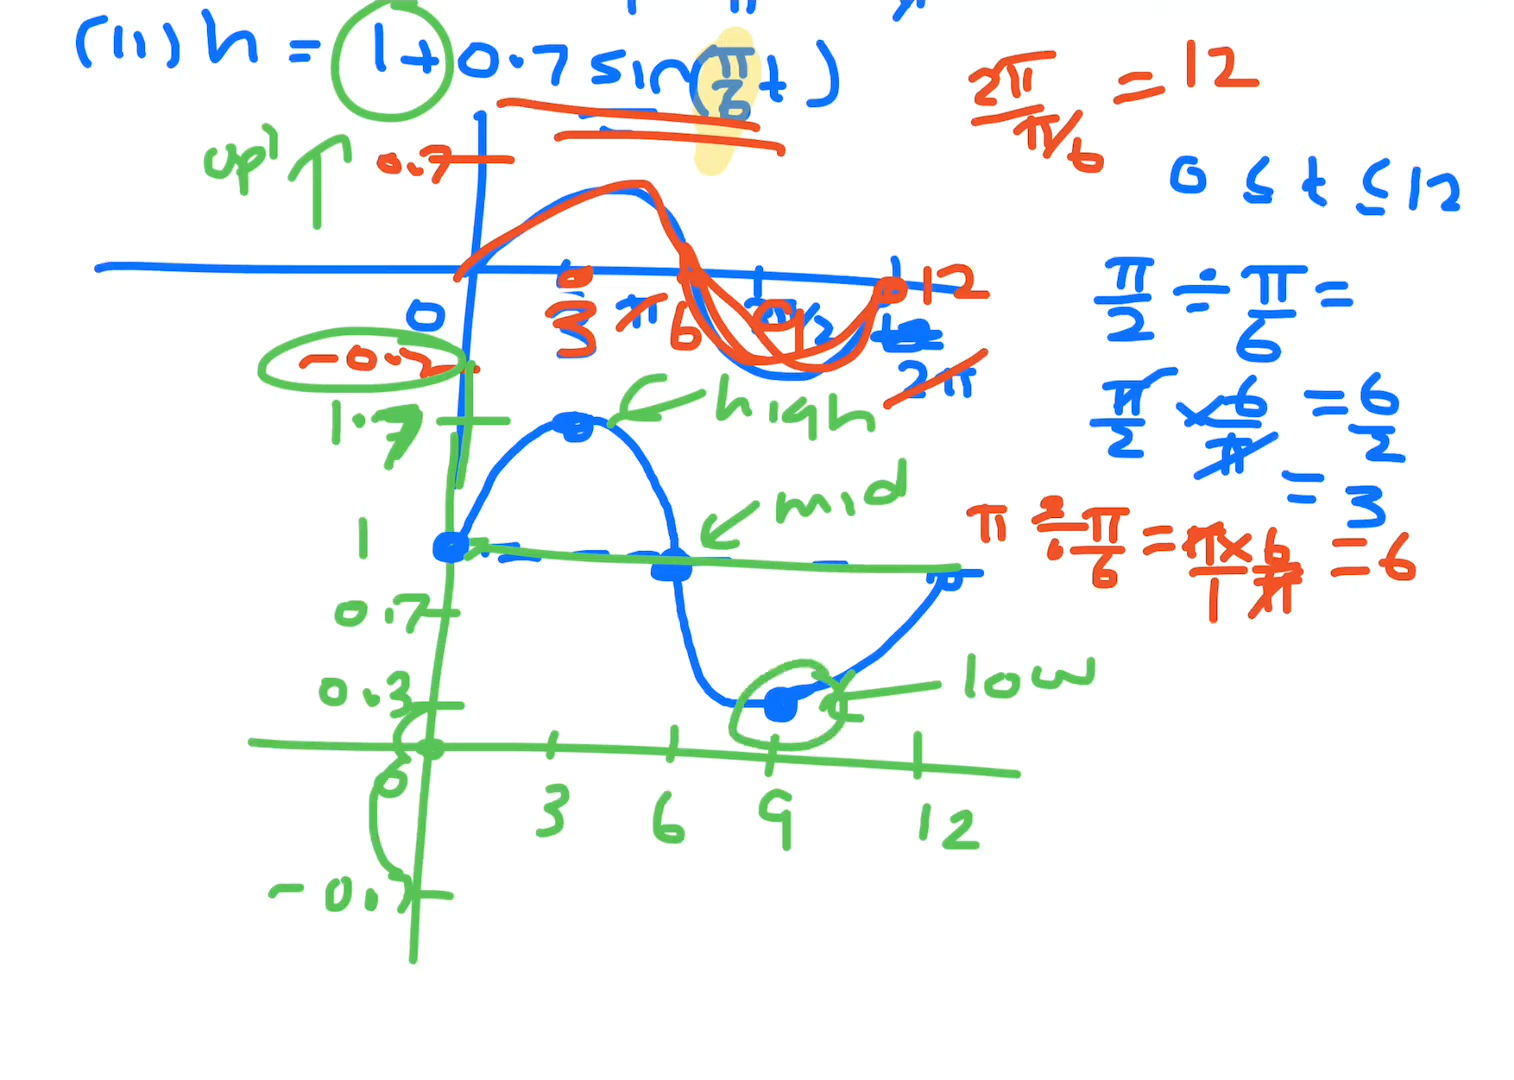 (ii) h = 1 + 0.7 sin(π/6 t)
2π/π/6 = 12
up ↑
0.7
0 ≤ t ≤ 12
0 3 π 6 9 12
2π
π/2 ÷ π/6 =
-0.7
1.7
high
π/2 × 6/π = 6/2
= 3
mid
1
π ÷ π/6 = π/1 × 6/π = 6
0.7
low
0.3
0
3 6 9 12
-0.7